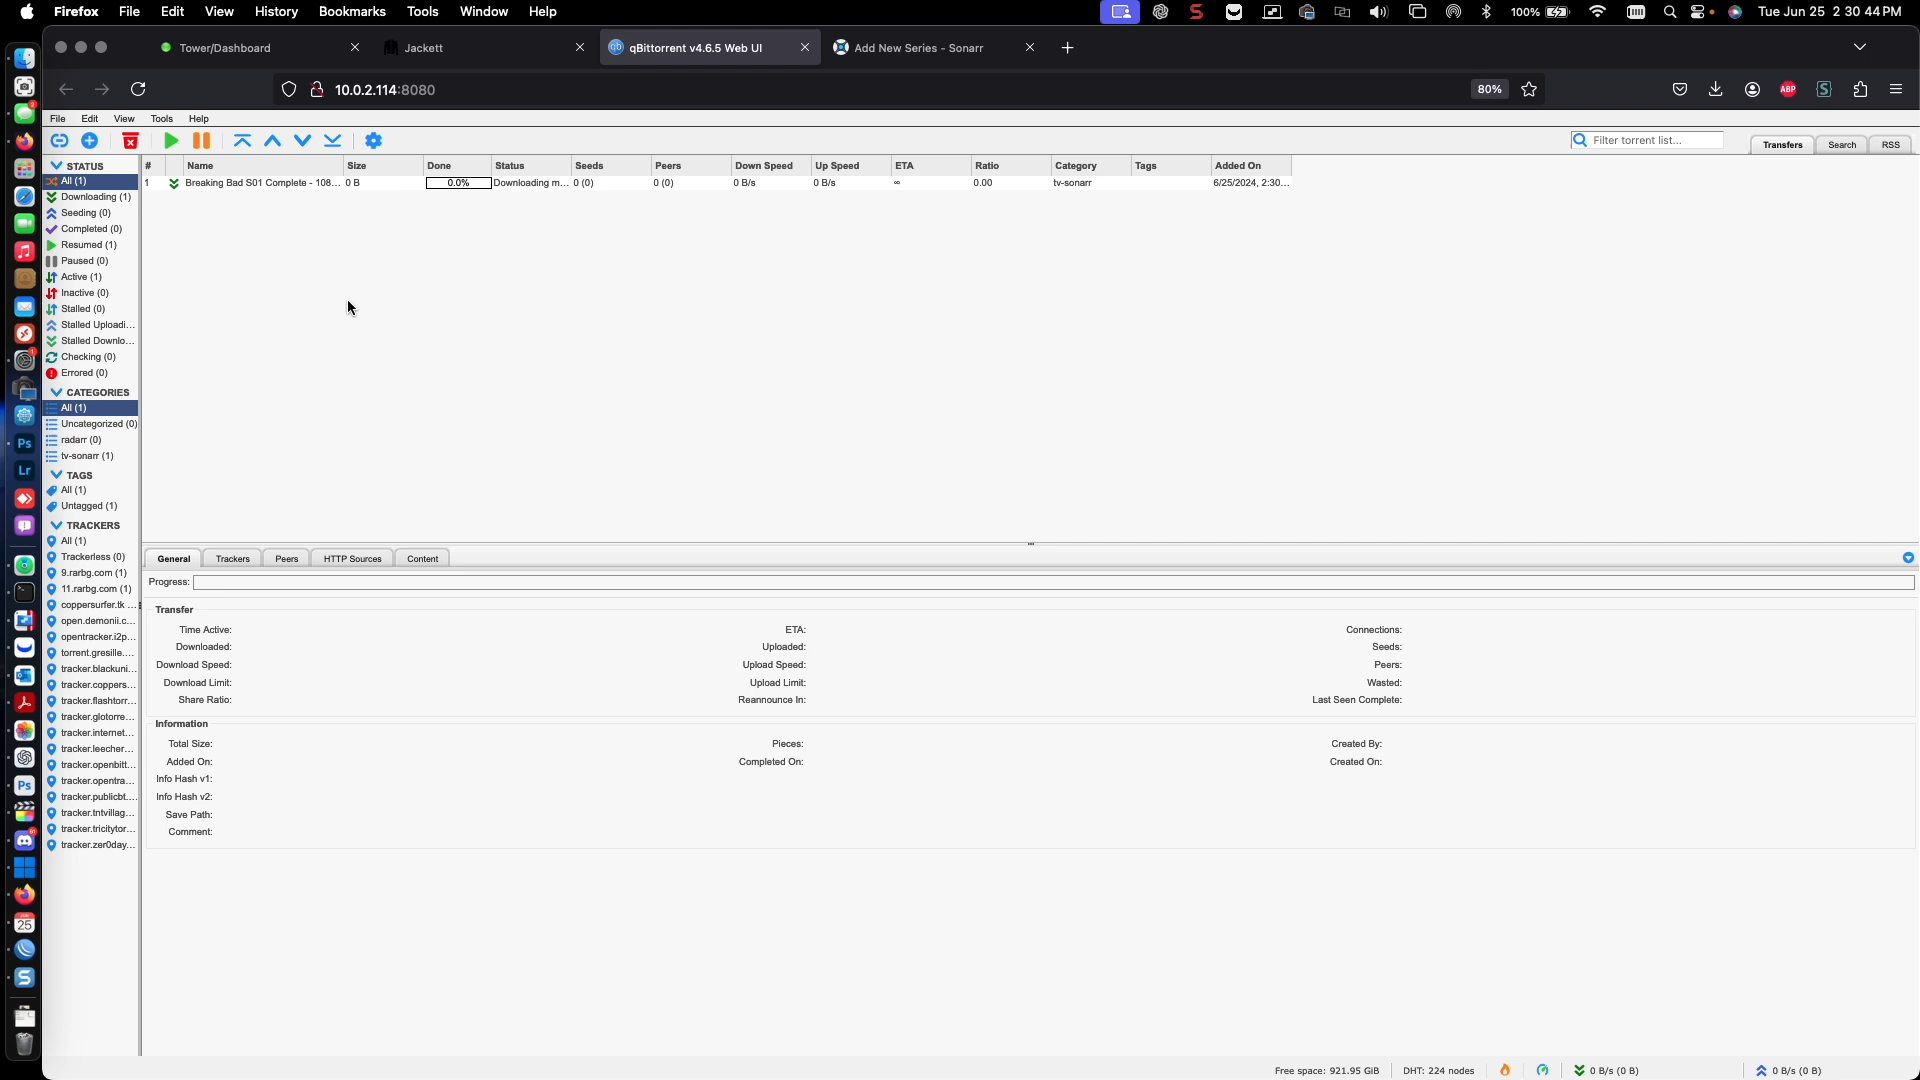 Firefox File Edit View History Bookmarks Tools Window Help 100% Tue Jun 25 2 30 44 PM
Tower/Dashboard Jackett qBittorrent v4.6.5 Web UI Add New Series - Sonarr
10.0.2.114:8080 80% ABP
File Edit View Tools Help
Filter torrent list... Transfers Search RSS
# Name Size Done Status Seeds Peers Down Speed Up Speed ETA Ratio Category Tags Added On
1 Breaking Bad S01 Complete - 108... 0 B 0.0% Downloading m... 0 (0) 0 (0) 0 B/s 0 B/s ∞ 0.00 tv-sonarr 6/25/2024, 2:30...
STATUS
All (1)
Downloading (1)
Seeding (0)
Completed (0)
Resumed (1)
Paused (0)
Active (1)
Inactive (0)
Stalled (0)
Stalled Uploadi...
Stalled Downlo...
Checking (0)
Errored (0)
CATEGORIES
All (1)
Uncategorized (0)
radarr (0)
tv-sonarr (1)
TAGS
All (1)
Untagged (1)
TRACKERS
All (1)
Trackerless (0)
9.rarbg.com (1)
11.rarbg.com (1)
coppersurfer.tk ...
open.demonii.c...
opentracker.i2p...
torrent.gresille....
tracker.blackuni...
tracker.coppers...
tracker.flashtorr...
tracker.glotorre...
tracker.internet...
tracker.leecher...
tracker.openbitt...
tracker.opentra...
tracker.publicbt....
tracker.tntvillag...
tracker.tricitytor...
tracker.zer0day...
General Trackers Peers HTTP Sources Content
Progress:
Transfer
Time Active: ETA: Connections:
Downloaded: Uploaded: Seeds:
Download Speed: Upload Speed: Peers:
Download Limit: Upload Limit: Wasted:
Share Ratio: Reannounce In: Last Seen Complete:
Information
Total Size: Pieces: Created By:
Added On: Completed On: Created On:
Info Hash v1:
Info Hash v2:
Save Path:
Comment:
Free space: 921.95 GiB DHT: 224 nodes 0 B/s (0 B) 0 B/s (0 B)
Ps
Lr
Ps
25